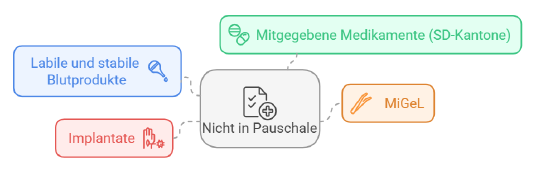 Mitgegebene Medikamente (SD-Kantone)
Labile und stabile
Blutprodukte
MiGeL
Nicht in Pauschale
Implantate